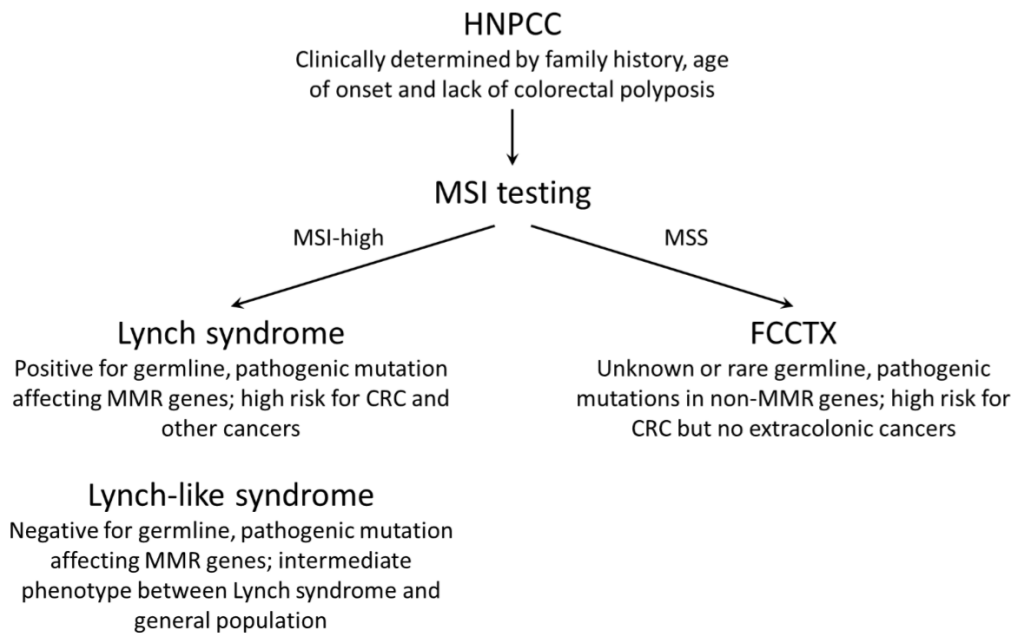 HNPCC
Clinically determined by family history, age
of onset and lack of colorectal polyposis
MSI testing
MSI-high
MSS
Lynch syndrome
Positive for germline, pathogenic mutation
affecting MMR genes; high risk for CRC and
other cancers
FCCTX
Unknown or rare germline, pathogenic
mutations in non-MMR genes; high risk for
CRC but no extracolonic cancers
Lynch-like syndrome
Negative for germline, pathogenic mutation
affecting MMR genes; intermediate
phenotype between Lynch syndrome and
general population